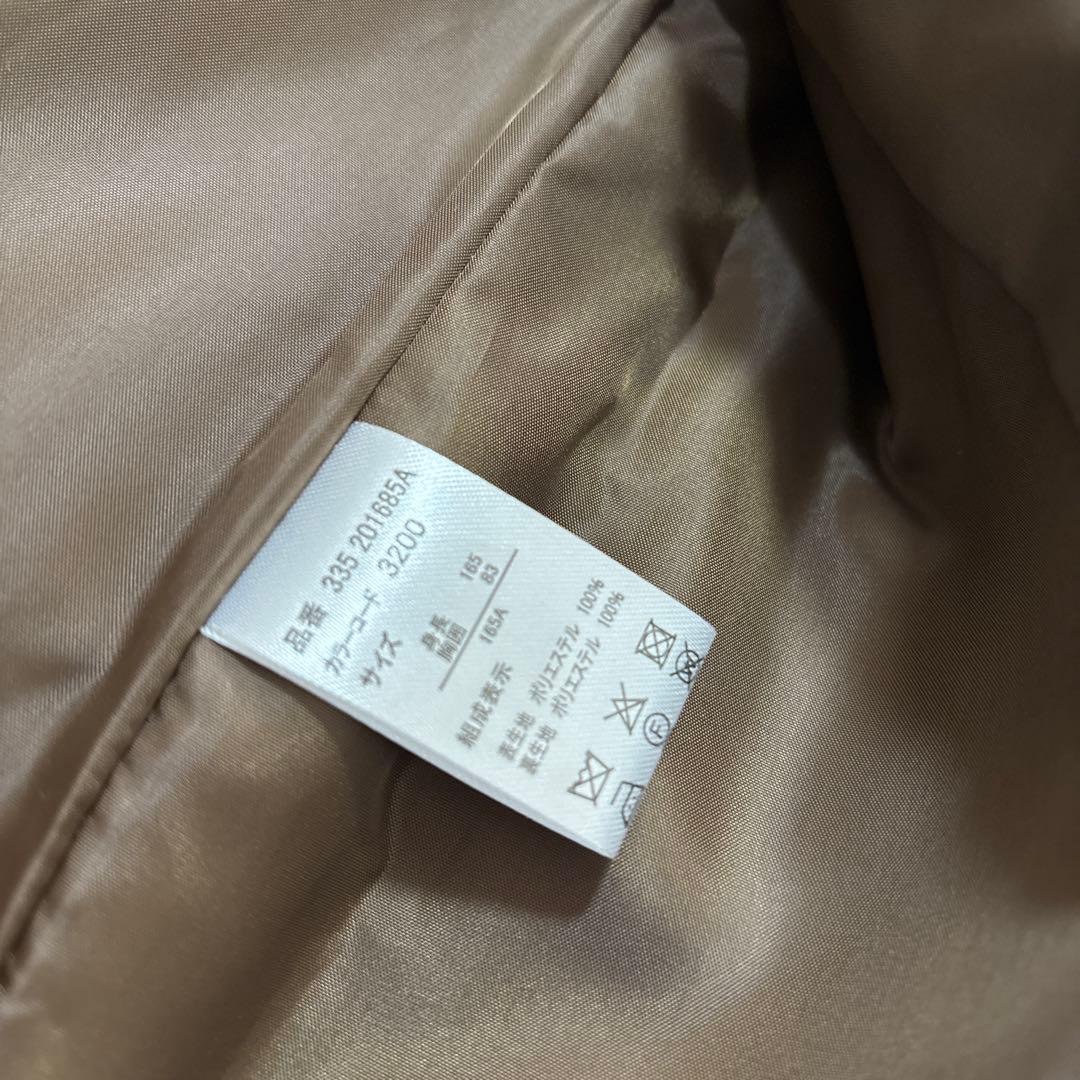 品番 335 201685A
カラーコード 3200
サイズ
身長 165
胸囲 83
165A
組成表示
表生地 ポリエステル 100%
裏生地 ポリエステル 100%
F